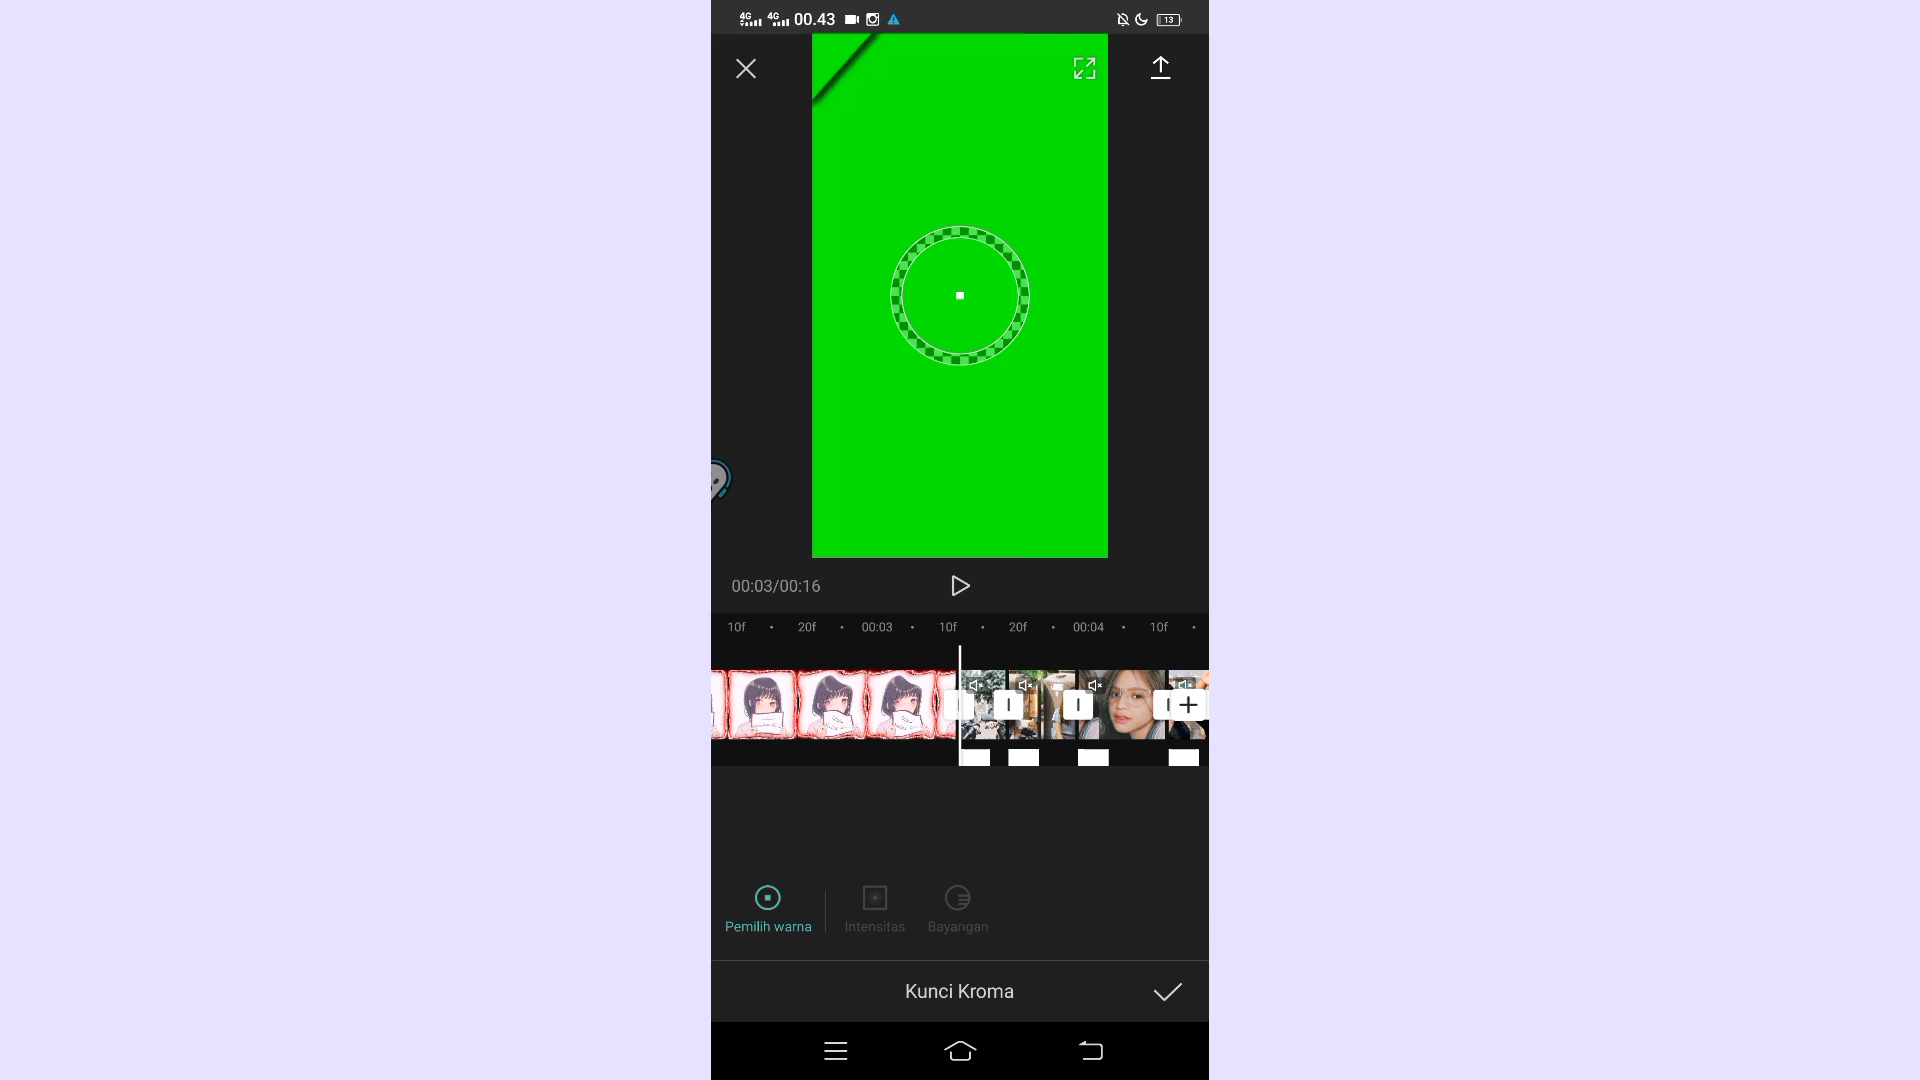 4G 4G 00.43 13
00:03/00:16
10f 20f 00:03 10f 20f 00:04 10f
Pemilih warna Intensitas Bayangan
Kunci Kroma